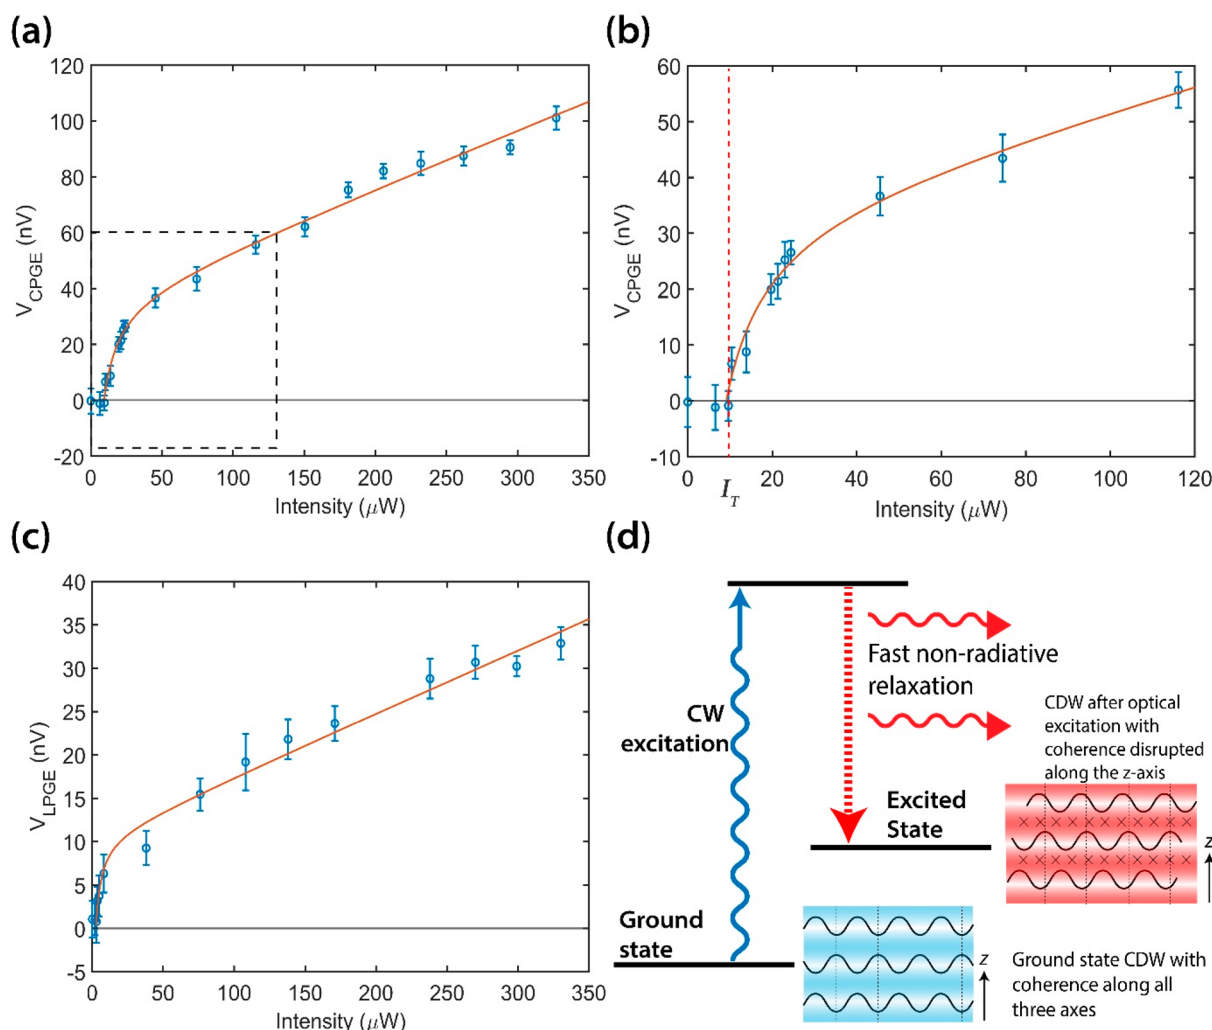 (a)
120
100
80
60
40
20
0
-20
V_CPGE (nV)
0 50 100 150 200 250 300 350
Intensity (μW)
(b)
60
50
40
30
20
10
0
-10
V_CPGE (nV)
0 I_T 20 40 60 80 100 120
Intensity (μW)
(c)
40
35
30
25
20
15
10
5
0
-5
V_LPGE (nV)
0 50 100 150 200 250 300 350
Intensity (μW)
(d)
CW
excitation
Fast non-radiative
relaxation
CDW after optical
excitation with
coherence disrupted
along the z-axis
Excited
State
z
Ground
state
z
Ground state CDW with
coherence along all
three axes